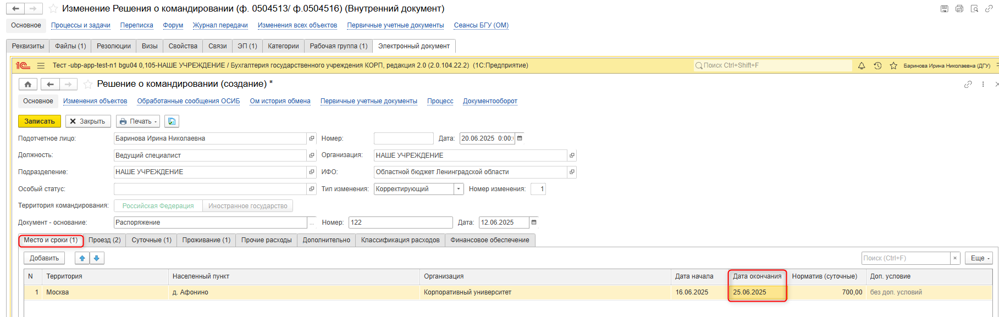 Изменение Решения о командировании (ф. 0504513/ ф.0504516) (Внутренний документ)
Основное Процессы и задачи Переписка Форум Журнал передачи Изменения всех объектов Первичные учетные документы Сеансы БГУ (ОМ)
Реквизиты Файлы (1) Резолюции Визы Свойства Связи ЭП (1) Категории Рабочая группа (1) Электронный документ
1С Тест -ubp-app-test-n1 bgu04 0,105-НАШЕ УЧРЕЖДЕНИЕ / Бухгалтерия государственного учреждения КОРП, редакция 2.0 (2.0.104.22.2) (1С:Предприятие) Поиск Ctrl+Shift+F Баринова Ирина Николаевна (ДГУ)
Решение о командировании (создание) *
Основное Изменения объектов Обработанные сообщения ОСИБ Ом история обмена Первичные учетные документы Процесс Документооборот
Записать Закрыть Печать
Подотчетное лицо: Баринова Ирина Николаевна Номер: Дата: 20.06.2025 0:00:
Должность: Ведущий специалист Организация: НАШЕ УЧРЕЖДЕНИЕ
Подразделение: НАШЕ УЧРЕЖДЕНИЕ ИФО: Областной бюджет Ленинградской области
Особый статус: Тип изменения: Корректирующий Номер изменения: 1
Территория командирования: Российская Федерация Иностранное государство
Документ - основание: Распоряжение ... Номер: 122 Дата: 12.06.2025
Место и сроки (1) Проезд (2) Суточные (1) Проживание (1) Прочие расходы Дополнительно Классификация расходов Финансовое обеспечение
Добавить Поиск (Ctrl+F) × Еще
N Территория Населенный пункт Организация Дата начала Дата окончания Норматив (суточные) Доп. условие
1 Москва д. Афонино Корпоративный университет 16.06.2025 25.06.2025 700,00 без доп. условий